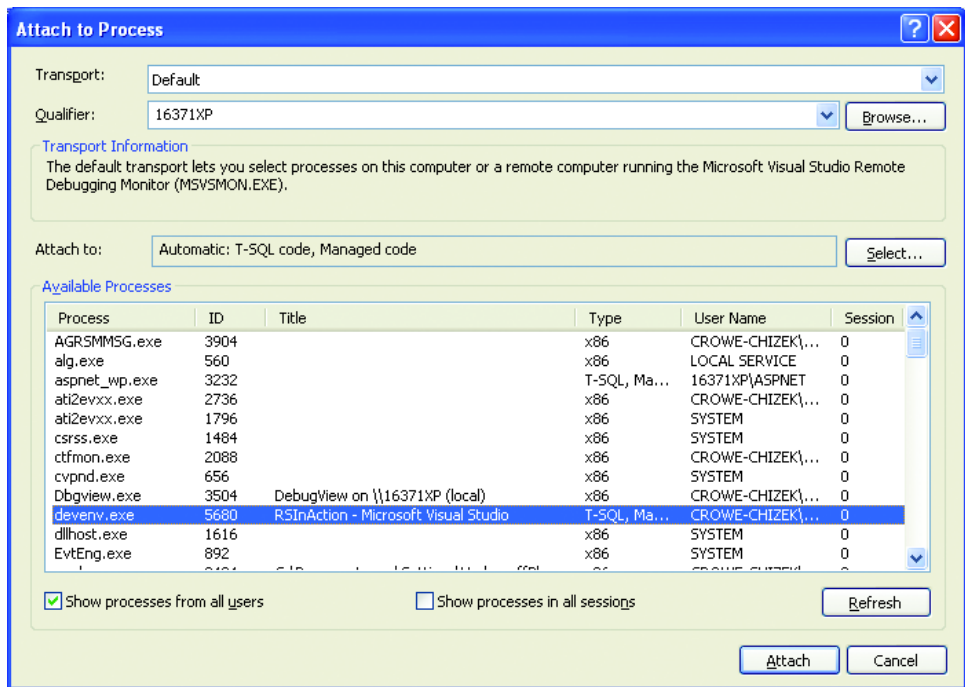 Attach to Process
Transport: Default
Qualifier: 16371XP Browse...
Transport Information
The default transport lets you select processes on this computer or a remote computer running the Microsoft Visual Studio Remote
Debugging Monitor (MSVSMON.EXE).
Attach to: Automatic: T-SQL code, Managed code Select...
Available Processes
Process ID Title Type User Name Session
AGRSMMSG.exe 3904 x86 CROWE-CHIZEK\... 0
alg.exe 560 x86 LOCAL SERVICE 0
aspnet_wp.exe 3232 T-SQL, Ma... 16371XP\ASPNET 0
ati2evxx.exe 2736 x86 CROWE-CHIZEK\... 0
ati2evxx.exe 1796 x86 SYSTEM 0
csrss.exe 1484 x86 SYSTEM 0
ctfmon.exe 2088 x86 CROWE-CHIZEK\... 0
cvpnd.exe 656 x86 SYSTEM 0
Dbgview.exe 3504 DebugView on \\16371XP (local) x86 CROWE-CHIZEK\... 0
devenv.exe 5680 RSInAction - Microsoft Visual Studio T-SQL, Ma... CROWE-CHIZEK\... 0
dllhost.exe 1616 x86 SYSTEM 0
EvtEng.exe 892 x86 SYSTEM 0
Show processes from all users Show processes in all sessions Refresh
Attach Cancel